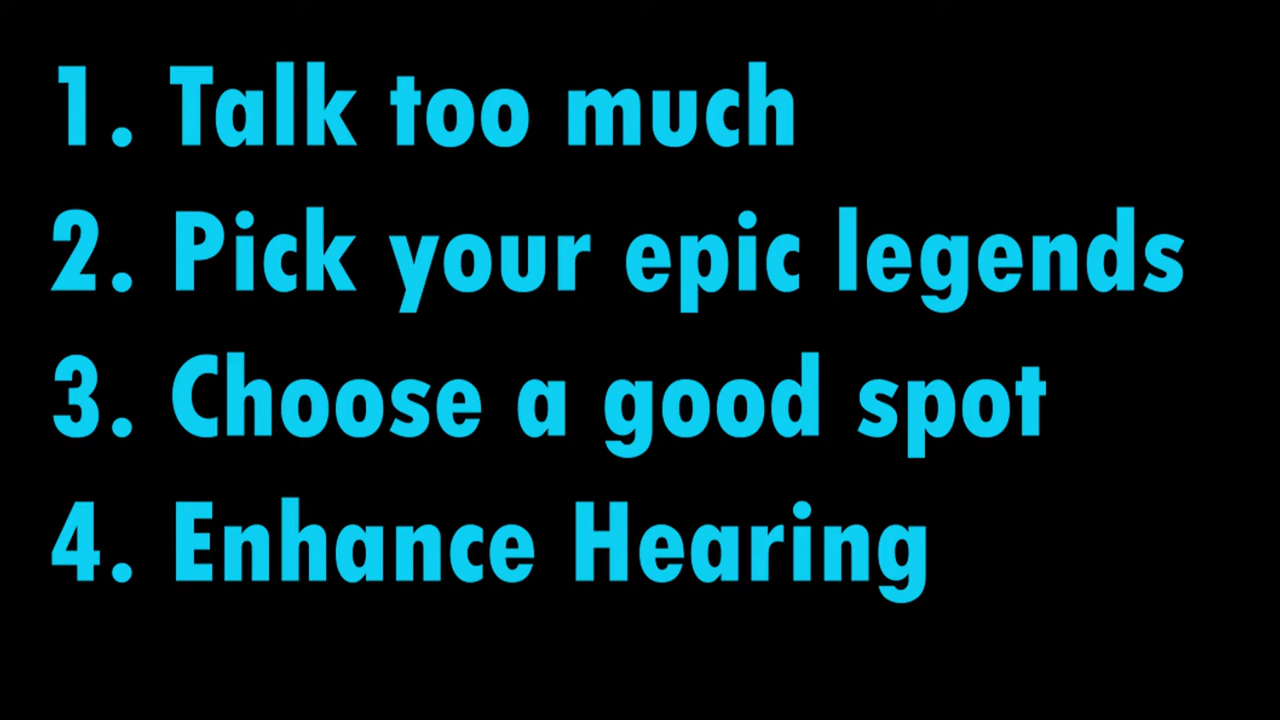 1. Talk too much
2. Pick your epic legends
3. Choose a good spot
4. Enhance Hearing